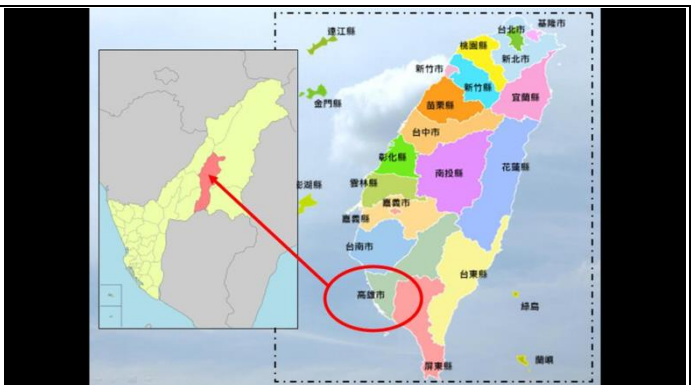 連江縣
台北市
基隆市
桃園縣
新北市
新竹市
新竹縣
宜蘭縣
金門縣
苗栗縣
台中市
彰化縣
南投縣
花蓮縣
澎湖縣
雲林縣
嘉義市
嘉義縣
台南市
台東縣
高雄市
綠島
蘭嶼
屏東縣